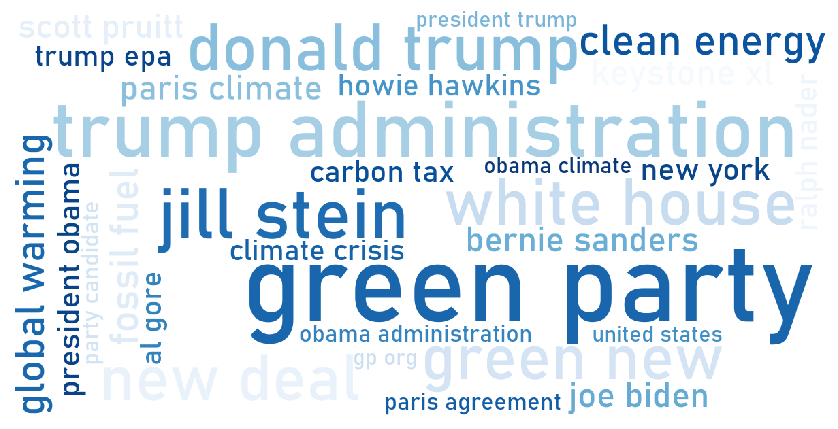 president trump
scott pruitt
donald trump
clean energy
trump epa
keystone xl
paris climate
howie hawkins
trump administration
ralph nader
global warming
president obama
party candidate
fossil fuel
al gore
carbon tax
obama climate
new york
jill stein
white house
climate crisis
bernie sanders
green party
obama administration
united states
gp org
green new
new deal
paris agreement
joe biden